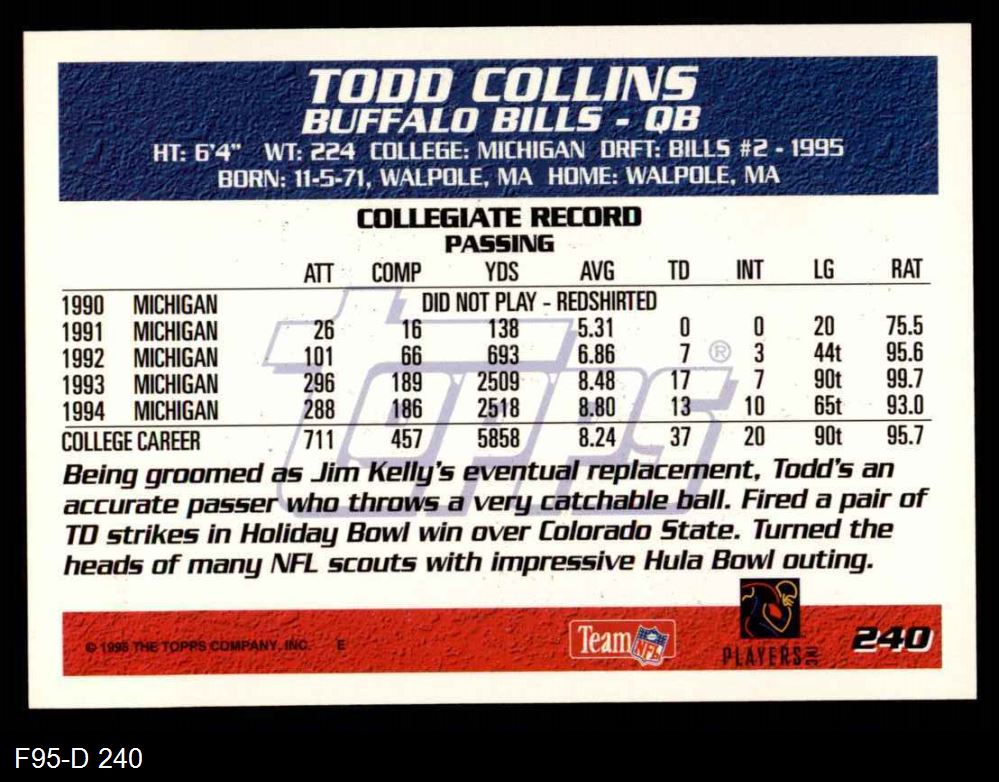 TODD COLLINS
BUFFALO BILLS - QB
HT: 6'4" WT: 224 COLLEGE: MICHIGAN DRFT: BILLS #2 - 1995
BORN: 11-5-71, WALPOLE, MA HOME: WALPOLE, MA
COLLEGIATE RECORD
PASSING
ATT COMP YDS AVG TD INT LG RAT
1990 MICHIGAN DID NOT PLAY - REDSHIRTED
1991 MICHIGAN 26 16 138 5.31 0 0 20 75.5
1992 MICHIGAN 101 66 693 6.86 7 3 44t 95.6
1993 MICHIGAN 296 189 2509 8.48 17 7 90t 99.7
1994 MICHIGAN 288 186 2518 8.80 13 10 65t 93.0
COLLEGE CAREER 711 457 5858 8.24 37 20 90t 95.7
topps ®
Being groomed as Jim Kelly's eventual replacement, Todd's an
accurate passer who throws a very catchable ball. Fired a pair of
TD strikes in Holiday Bowl win over Colorado State. Turned the
heads of many NFL scouts with impressive Hula Bowl outing.
© 1995 THE TOPPS COMPANY, INC. E
Team NFL
PLAYERS INC
240
F95-D 240